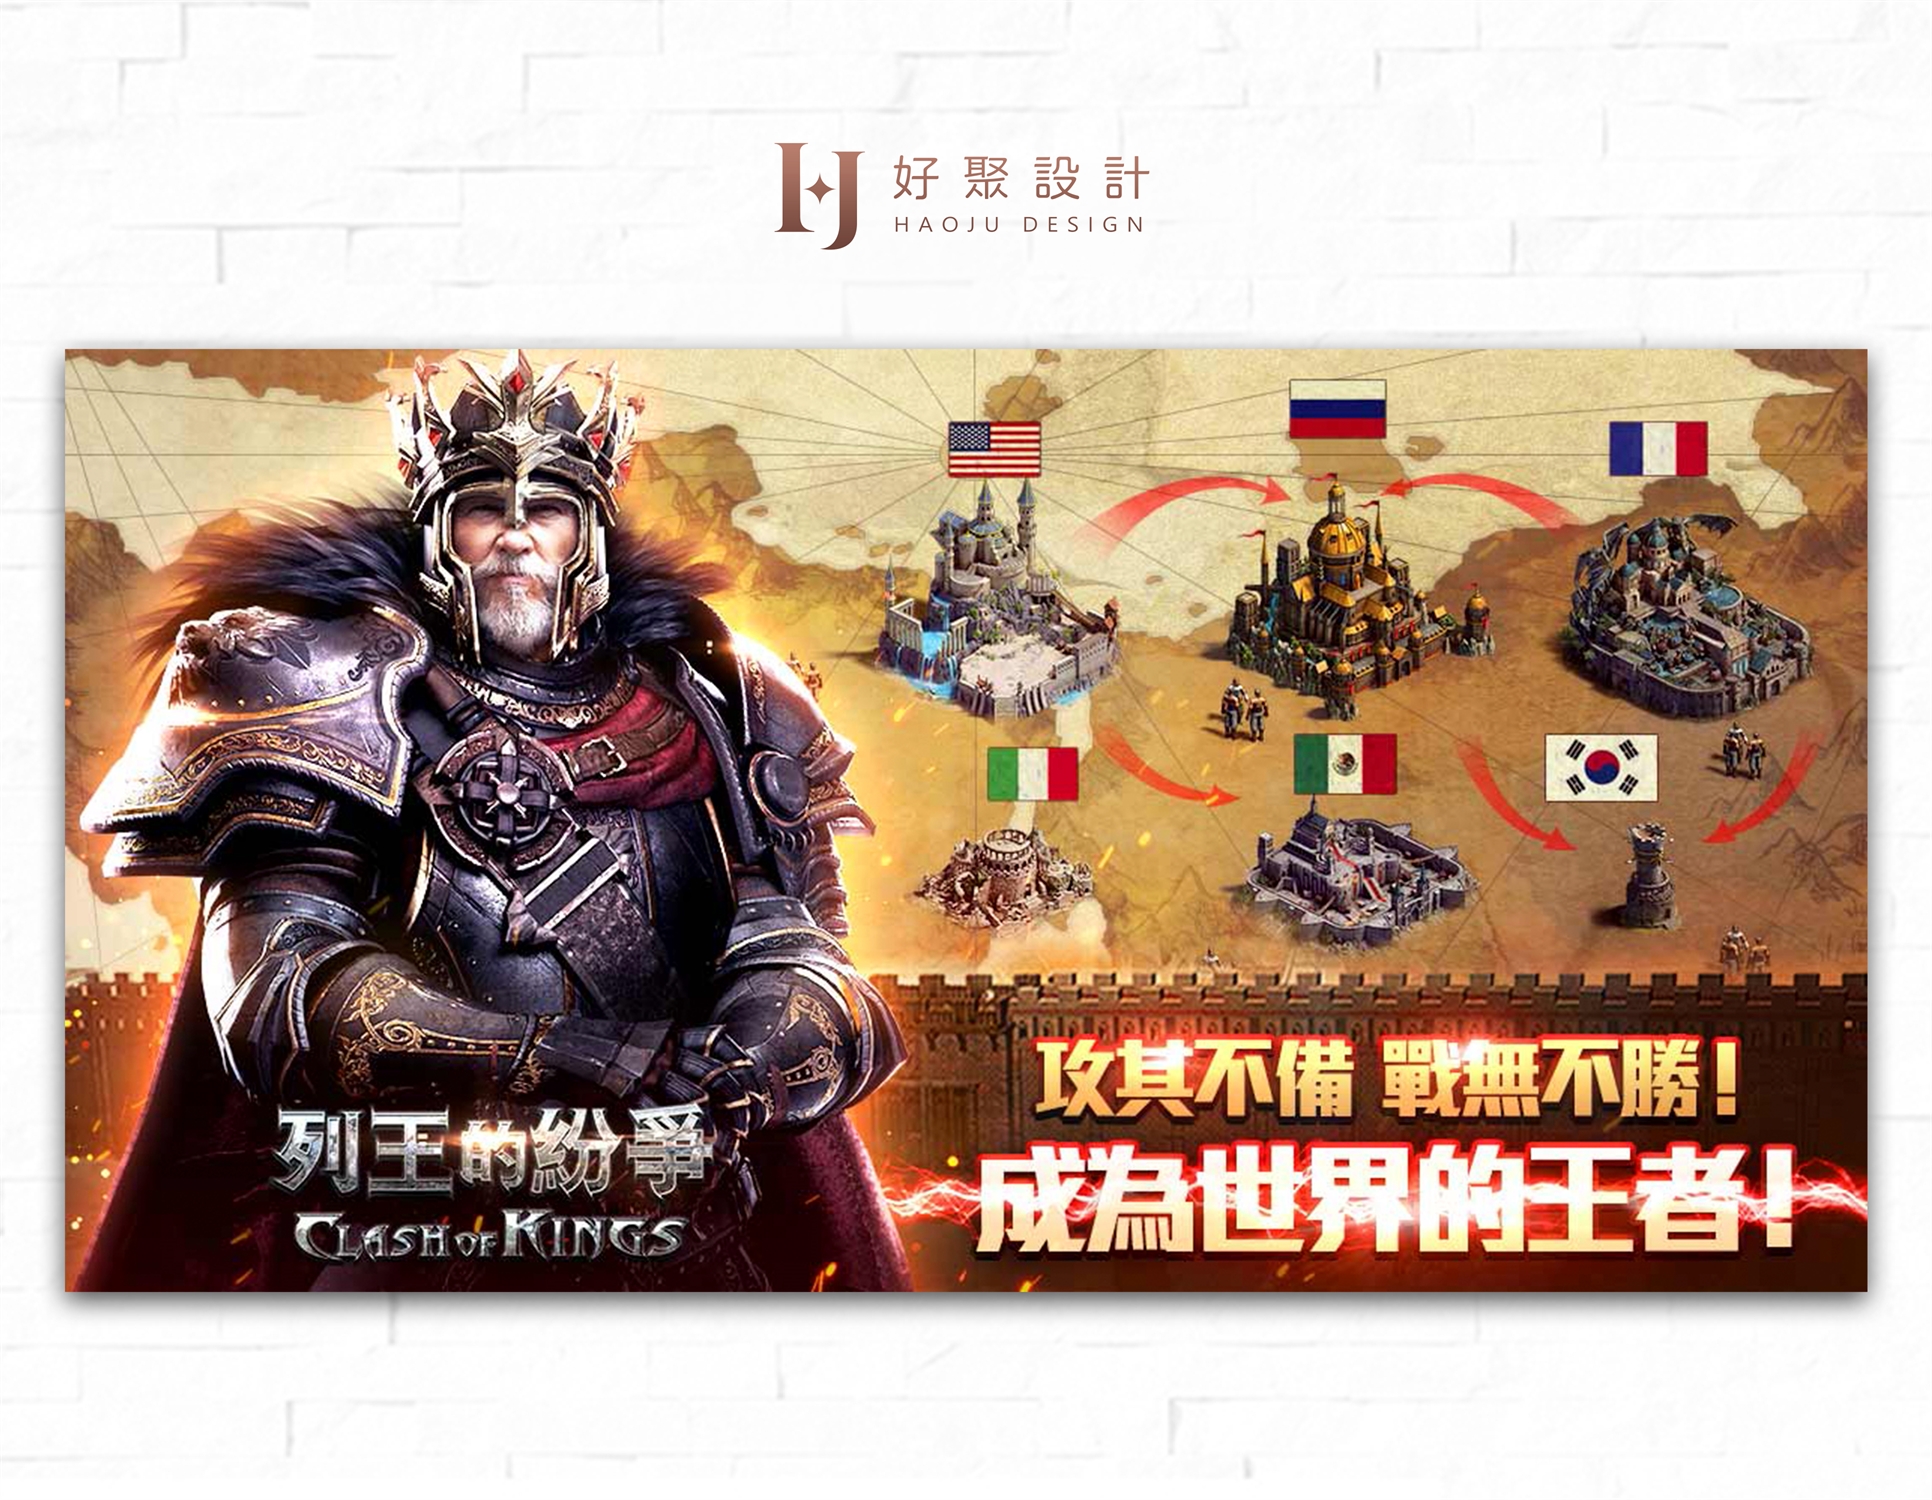 好聚設計
HAOJU DESIGN
列王的紛爭
CLASH OF KINGS
攻其不備 戰無不勝！
成為世界的王者！